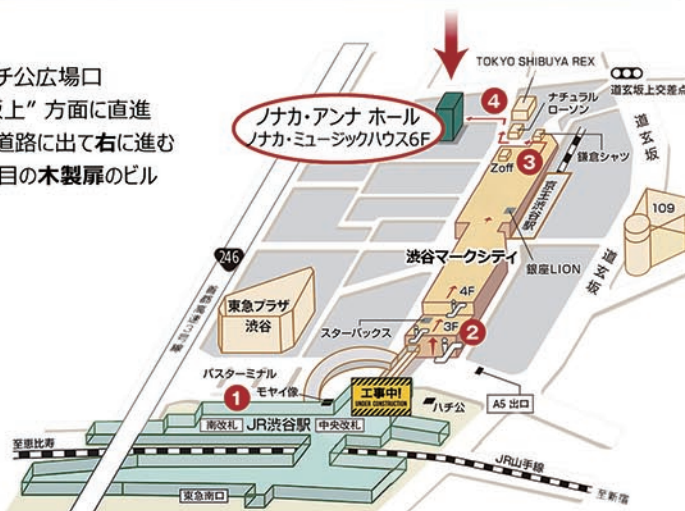 チ公広場口
坂上” 方面に直進
道路に出て右に進む
目の木製扉のビル
TOKYO SHIBUYA REX
道玄坂上交差点
ナチュラル
ローソン
4
ノナカ・アンナ ホール
ノナカ・ミュージックハウス6F
道玄坂
鎌倉シャツ
3
Zoff
京王渋谷駅
109
246
渋谷マークシティ
銀座LION
道玄坂
首都高速3号線
4F
東急プラザ
渋谷
スターバックス
3F
2
バスターミナル
1
モヤイ像
工事中!
UNDER CONSTRUCTION
ハチ公
A5 出口
南改札
JR渋谷駅
中央改札
至恵比寿
JR山手線
東急南口
至新宿